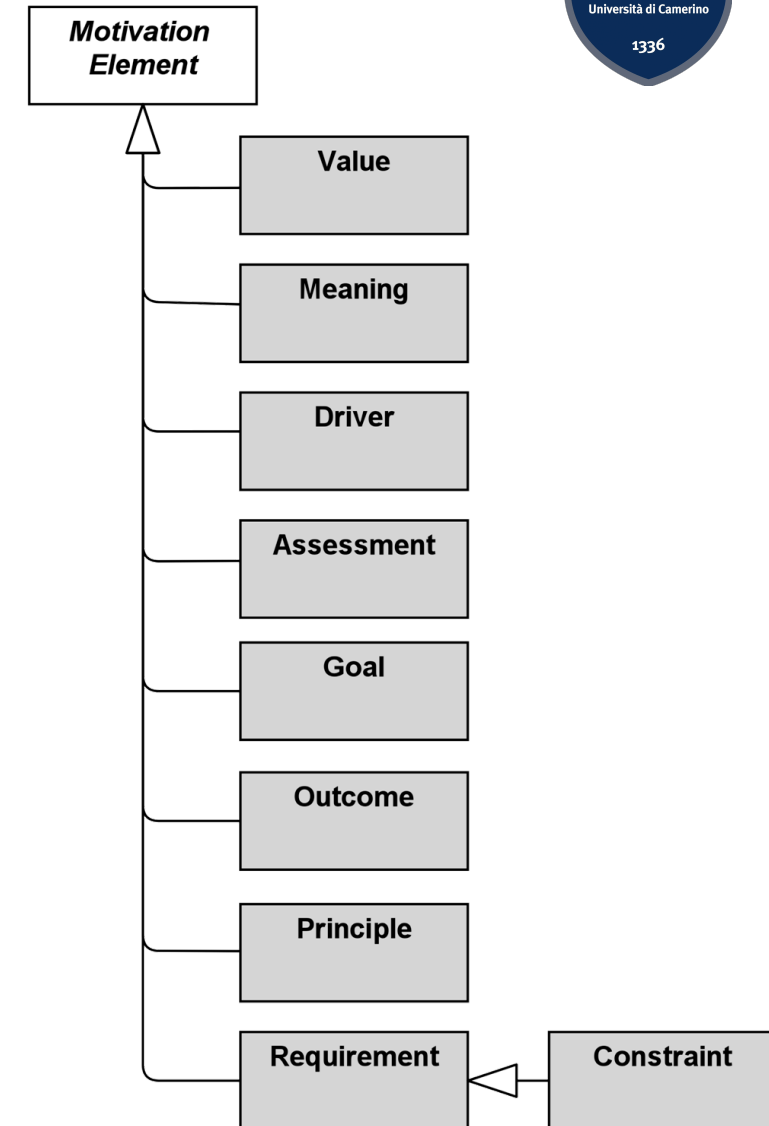 Università di Camerino
1336
Motivation
Element
Value
Meaning
Driver
Assessment
Goal
Outcome
Principle
Requirement
Constraint